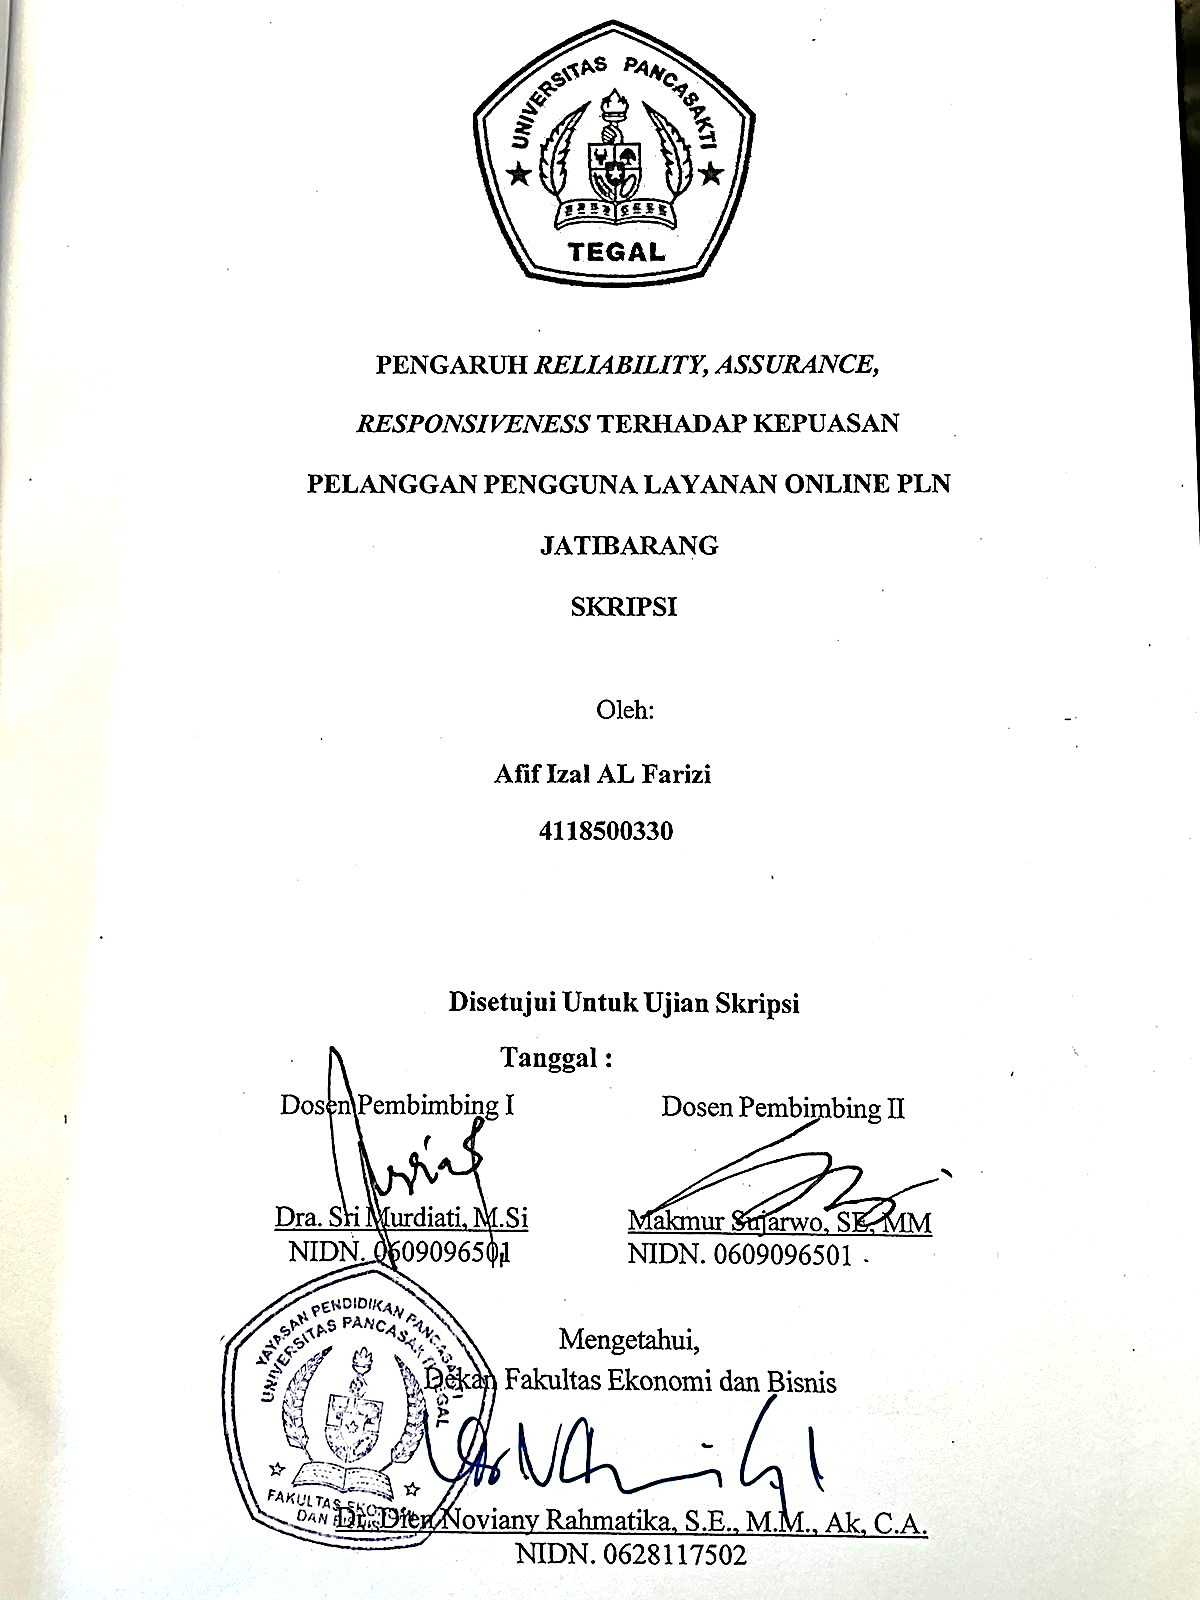 UNIVERSITAS PANCASAKTI
TEGAL
PENGARUH RELIABILITY, ASSURANCE,
RESPONSIVENESS TERHADAP KEPUASAN
PELANGGAN PENGGUNA LAYANAN ONLINE PLN
JATIBARANG
SKRIPSI
Oleh:
Afif Izal AL Farizi
4118500330
Disetujui Untuk Ujian Skripsi
Tanggal :
Dosen Pembimbing I
Dosen Pembimbing II
Dra. Sri Murdiati, M.Si
Makmur Sujarwo, SE, MM
NIDN. 0609096501
NIDN. 0609096501
YAYASAN PENDIDIKAN PANCASAKTI
UNIVERSITAS PANCASAKTI TEGAL
FAKULTAS EKONOMI
DAN BISNIS
Mengetahui,
Dekan Fakultas Ekonomi dan Bisnis
Dr. Dien Noviany Rahmatika, S.E., M.M., Ak, C.A.
NIDN. 0628117502